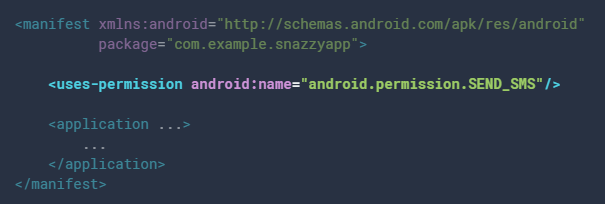 <manifest xmlns:android="http://schemas.android.com/apk/res/android"
          package="com.example.snazzyapp">
    <uses-permission android:name="android.permission.SEND_SMS"/>
    <application ...>
        ...
    </application>
</manifest>